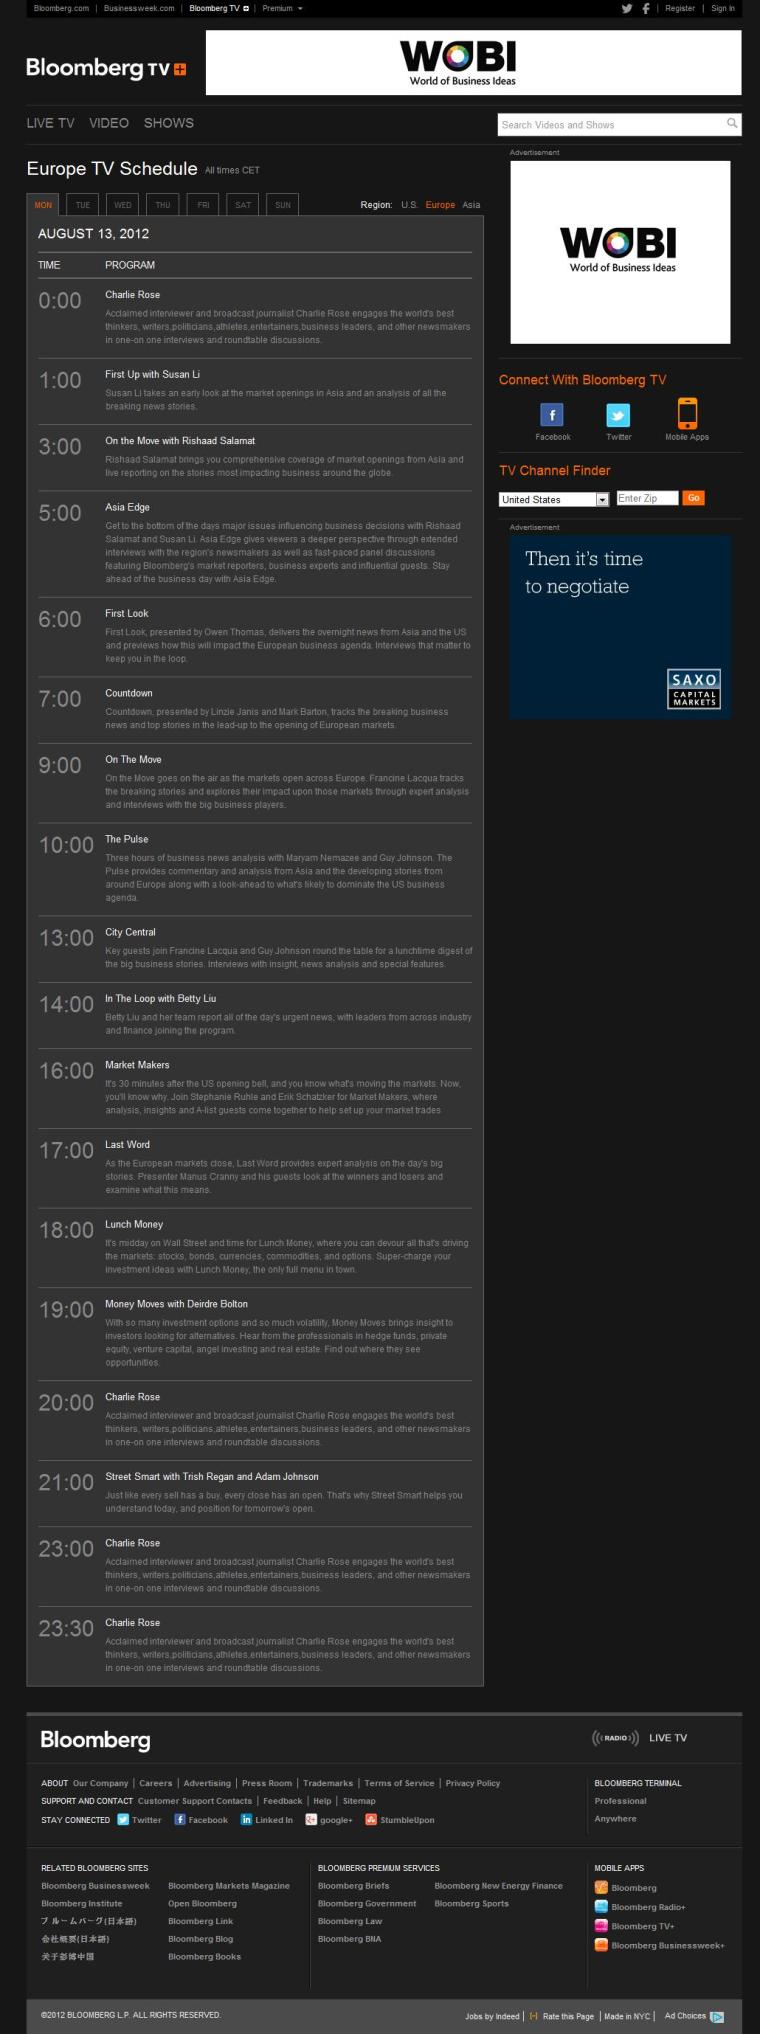 Bloomberg.com | Businessweek.com | Bloomberg TV | Premium
Register | Sign In
Bloomberg TV +
WOBI
World of Business Ideas
LIVE TV VIDEO SHOWS
Search Videos and Shows
Europe TV Schedule All times CET
MON TUE WED THU FRI SAT SUN
Region: U.S. Europe Asia
AUGUST 13, 2012
TIME PROGRAM
0:00 Charlie Rose
Acclaimed interviewer and broadcast journalist Charlie Rose engages the world's best
thinkers, writers,politicians,athletes,entertainers,business leaders, and other newsmakers
in one-on one interviews and roundtable discussions.
1:00 First Up with Susan Li
Susan Li takes an early look at the market openings in Asia and an analysis of all the
breaking news stories.
3:00 On the Move with Rishaad Salamat
Rishaad Salamat brings you comprehensive coverage of market openings from Asia and
live reporting on the stories most impacting business around the globe.
5:00 Asia Edge
Get to the bottom of the days major issues influencing business decisions with Rishaad
Salamat and Susan Li. Asia Edge gives viewers a deeper perspective through extended
interviews with the region's newsmakers as well as fast-paced panel discussions
featuring Bloomberg's market reporters, business experts and influential guests. Stay
ahead of the business day with Asia Edge.
6:00 First Look
First Look, presented by Owen Thomas, delivers the overnight news from Asia and the US
and previews how this will impact the European business agenda. Interviews that matter to
keep you in the loop.
7:00 Countdown
Countdown, presented by Linzie Janis and Mark Barton, tracks the breaking business
news and top stories in the lead-up to the opening of European markets.
9:00 On The Move
On the Move goes on the air as the markets open across Europe. Francine Lacqua tracks
the breaking stories and explores their impact upon those markets through expert analysis
and interviews with the big business players.
10:00 The Pulse
Three hours of business news analysis with Maryam Nemazee and Guy Johnson. The
Pulse provides commentary and analysis from Asia and the developing stories from
around Europe along with a look-ahead to what's likely to dominate the US business
agenda.
13:00 City Central
Key guests join Francine Lacqua and Guy Johnson round the table for a lunchtime digest of
the big business stories. Interviews with insight, news analysis and special features.
14:00 In The Loop with Betty Liu
Betty Liu and her team report all of the day's urgent news, with leaders from across industry
and finance joining the program.
16:00 Market Makers
It's 30 minutes after the US opening bell, and you know what's moving the markets. Now,
you'll know why. Join Stephanie Ruhle and Erik Schatzker for Market Makers, where
analysis, insights and A-list guests come together to help set up your market trades
17:00 Last Word
As the European markets close, Last Word provides expert analysis on the day's big
stories. Presenter Manus Cranny and his guests look at the winners and losers and
examine what this means.
18:00 Lunch Money
It's midday on Wall Street and time for Lunch Money, where you can devour all that's driving
the markets: stocks, bonds, currencies, commodities, and options. Super-charge your
investment ideas with Lunch Money, the only full menu in town.
19:00 Money Moves with Deirdre Bolton
With so many investment options and so much volatility, Money Moves brings insight to
investors looking for alternatives. Hear from the professionals in hedge funds, private
equity, venture capital, angel investing and real estate. Find out where they see
opportunities.
20:00 Charlie Rose
Acclaimed interviewer and broadcast journalist Charlie Rose engages the world's best
thinkers, writers,politicians,athletes,entertainers,business leaders, and other newsmakers
in one-on one interviews and roundtable discussions.
21:00 Street Smart with Trish Regan and Adam Johnson
Just like every sell has a buy, every close has an open. That's why Street Smart helps you
understand today, and position for tomorrow's open.
23:00 Charlie Rose
Acclaimed interviewer and broadcast journalist Charlie Rose engages the world's best
thinkers, writers,politicians,athletes,entertainers,business leaders, and other newsmakers
in one-on one interviews and roundtable discussions.
23:30 Charlie Rose
Acclaimed interviewer and broadcast journalist Charlie Rose engages the world's best
thinkers, writers,politicians,athletes,entertainers,business leaders, and other newsmakers
in one-on one interviews and roundtable discussions.
Advertisement
WOBI
World of Business Ideas
Connect With Bloomberg TV
Facebook Twitter Mobile Apps
TV Channel Finder
United States Enter Zip Go
Advertisement
Then it's time
to negotiate
SAXO
CAPITAL
MARKETS
Bloomberg
RADIO LIVE TV
ABOUT Our Company | Careers | Advertising | Press Room | Trademarks | Terms of Service | Privacy Policy
SUPPORT AND CONTACT Customer Support Contacts | Feedback | Help | Sitemap
STAY CONNECTED Twitter Facebook Linked In google+ StumbleUpon
BLOOMBERG TERMINAL
Professional
Anywhere
RELATED BLOOMBERG SITES
Bloomberg Businessweek Bloomberg Markets Magazine
Bloomberg Institute Open Bloomberg
ブルームバーグ(日本語) Bloomberg Link
会社概要(日本語) Bloomberg Blog
关于彭博中国 Bloomberg Books
BLOOMBERG PREMIUM SERVICES
Bloomberg Briefs Bloomberg New Energy Finance
Bloomberg Government Bloomberg Sports
Bloomberg Law
Bloomberg BNA
MOBILE APPS
Bloomberg
Bloomberg Radio+
Bloomberg TV+
Bloomberg Businessweek+
©2012 BLOOMBERG L.P. ALL RIGHTS RESERVED.
Jobs by Indeed | [-] Rate this Page | Made in NYC | Ad Choices